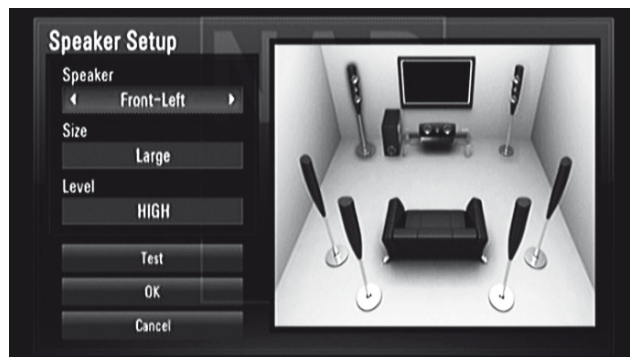 Speaker Setup
Speaker
Front-Left
Size
Large
Level
HIGH
Test
OK
Cancel